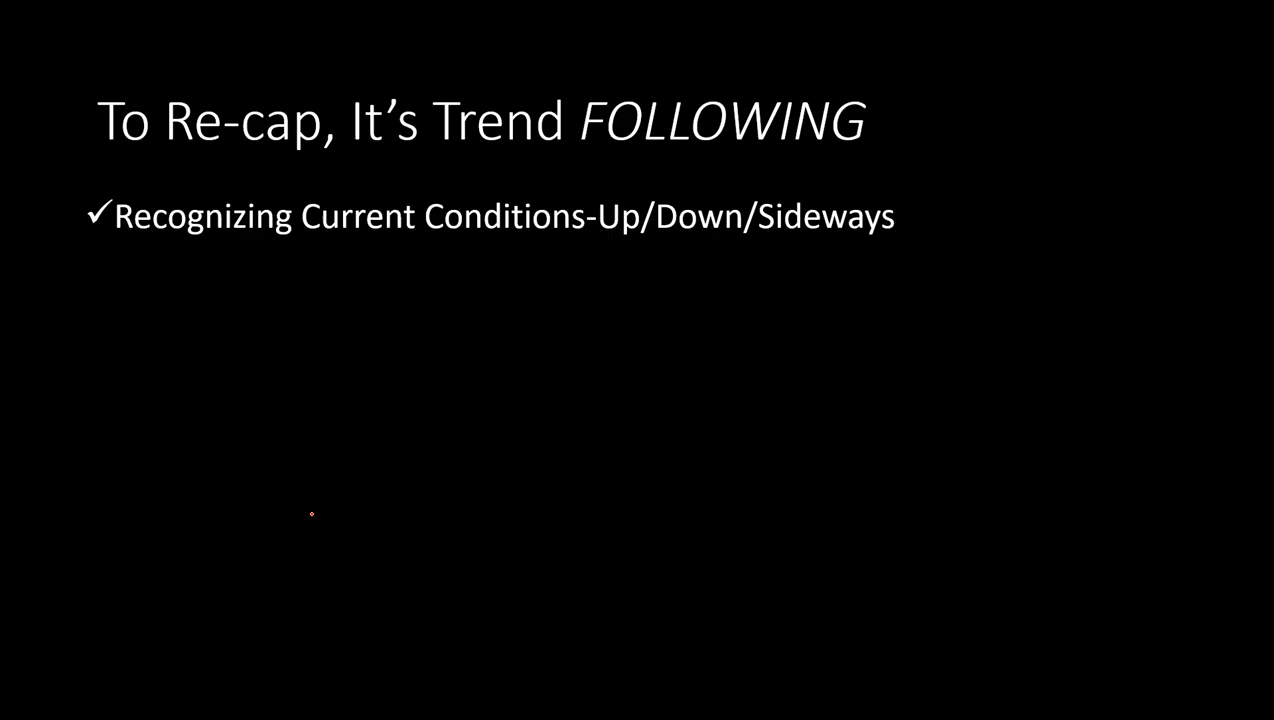 To Re-cap, It’s Trend FOLLOWING
✓Recognizing Current Conditions-Up/Down/Sideways